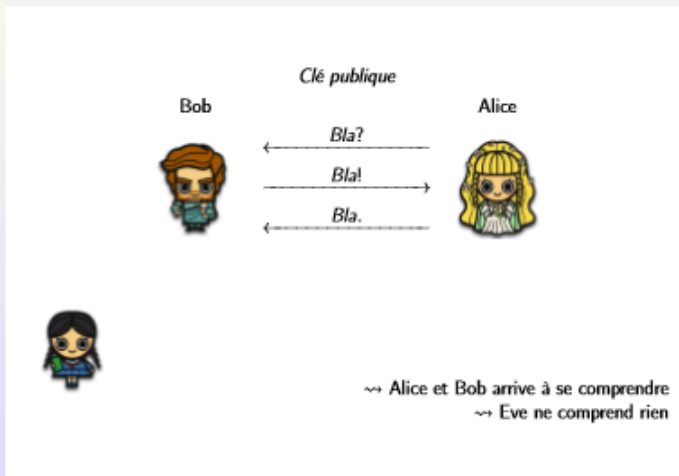 Clé publique
Bob
Alice
Bla?
Bla!
Bla.
⇝ Alice et Bob arrive à se comprendre
⇝ Eve ne comprend rien